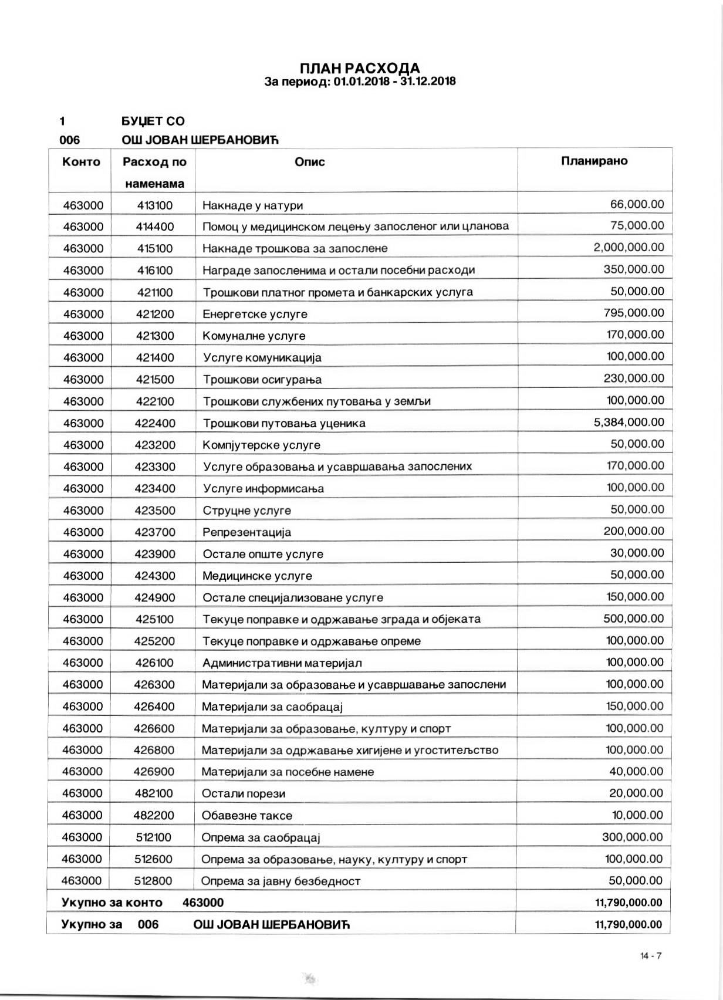 ПЛАН РАСХОДА
За период: 01.01.2018 - 31.12.2018
1 БУЏЕТ СО
006 ОШ ЈОВАН ШЕРБАНОВИЋ
Конто Расход по наменама Опис Планирано
463000 413100 Накнаде у натури 66,000.00
463000 414400 Помоц у медицинском лецењу запосленог или цланова 75,000.00
463000 415100 Накнаде трошкова за запослене 2,000,000.00
463000 416100 Награде запосленима и остали посебни расходи 350,000.00
463000 421100 Трошкови платног промета и банкарских услуга 50,000.00
463000 421200 Енергетске услуге 795,000.00
463000 421300 Комуналне услуге 170,000.00
463000 421400 Услуге комуникација 100,000.00
463000 421500 Трошкови осигурања 230,000.00
463000 422100 Трошкови службених путовања у земљи 100,000.00
463000 422400 Трошкови путовања уценика 5,384,000.00
463000 423200 Компјутерске услуге 50,000.00
463000 423300 Услуге образовања и усавршавања запослених 170,000.00
463000 423400 Услуге информисања 100,000.00
463000 423500 Струцне услуге 50,000.00
463000 423700 Репрезентација 200,000.00
463000 423900 Остале опште услуге 30,000.00
463000 424300 Медицинске услуге 50,000.00
463000 424900 Остале специјализоване услуге 150,000.00
463000 425100 Текуце поправке и одржавање зграда и објеката 500,000.00
463000 425200 Текуце поправке и одржавање опреме 100,000.00
463000 426100 Административни материјал 100,000.00
463000 426300 Материјали за образовање и усавршавање запослени 100,000.00
463000 426400 Материјали за саобрацај 150,000.00
463000 426600 Материјали за образовање, културу и спорт 100,000.00
463000 426800 Материјали за одржавање хигијене и угоститељство 100,000.00
463000 426900 Материјали за посебне намене 40,000.00
463000 482100 Остали порези 20,000.00
463000 482200 Обавезне таксе 10,000.00
463000 512100 Опрема за саобрацај 300,000.00
463000 512600 Опрема за образовање, науку, културу и спорт 100,000.00
463000 512800 Опрема за јавну безбедност 50,000.00
Укупно за конто 463000 11,790,000.00
Укупно за 006 ОШ ЈОВАН ШЕРБАНОВИЋ 11,790,000.00
14 - 7